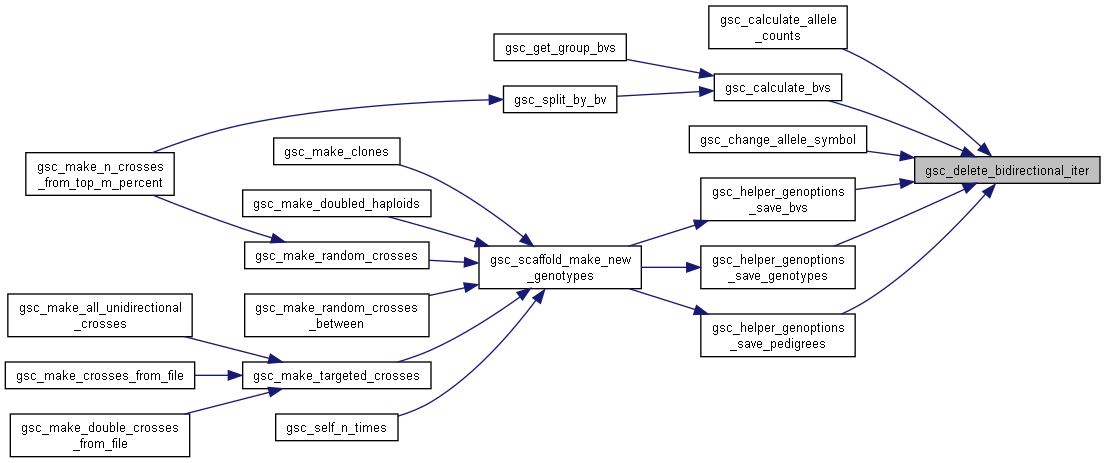 gsc_calculate_allele
_counts
gsc_get_group_bvs
gsc_calculate_bvs
gsc_split_by_bv
gsc_change_allele_symbol
gsc_make_clones
gsc_make_n_crosses
_from_top_m_percent
gsc_delete_bidirectional_iter
gsc_helper_genoptions
_save_bvs
gsc_make_doubled_haploids
gsc_make_random_crosses
gsc_scaffold_make_new
_genotypes
gsc_helper_genoptions
_save_genotypes
gsc_make_all_unidirectional
_crosses
gsc_make_random_crosses
_between
gsc_helper_genoptions
_save_pedigrees
gsc_make_crosses_from_file
gsc_make_targeted_crosses
gsc_make_double_crosses
_from_file
gsc_self_n_times